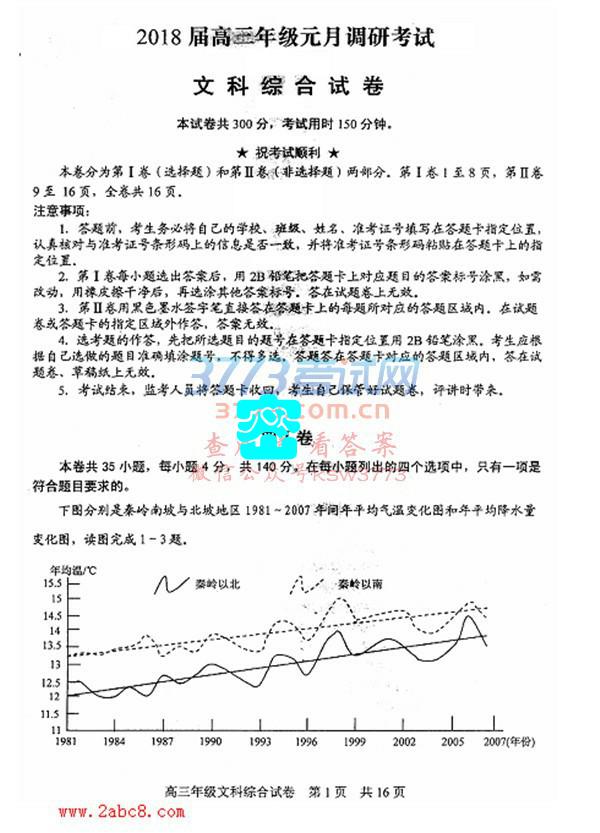 2018 届高三年级元月调研考试
文 科 综 合 试 卷
本试卷共 300 分，考试用时 150 分钟。
★ 祝考试顺利 ★
本卷分为第Ⅰ卷（选择题）和第Ⅱ卷（非选择题）两部分。第Ⅰ卷 1 至 8 页，第Ⅱ卷
9 至 16 页，全卷共 16 页。
注意事项：
1. 答题前，考生务必将自己的学校、班级、姓名、准考证号填写在答题卡指定位置，
认真核对与准考证号条形码上的信息是否一致，并将准考证号条形码粘贴在答题卡上的指
定位置。
2. 第Ⅰ卷每小题选出答案后，用 2B 铅笔把答题卡上对应题目的答案标号涂黑，如需
改动，用橡皮擦干净后，再选涂其他答案标号。答在试题卷上无效。
3. 第Ⅱ卷用黑色墨水签字笔直接答在答题卡上的每题所对应的答题区域内。在试题
卷或答题卡的指定区域外作答，答案无效。
4. 选考题的作答，先把所选题目的题号在答题卡指定位置用 2B 铅笔涂黑。考生应根
据自己选做的题目准确填涂题号，不得多选。答题答在答题卡对应的答题区域内，答在试
题卷、草稿纸上无效。
5. 考试结束，监考人员将答题卡收回，考生自己保管好试题卷，评讲时带来。
3773考试网
.com.cn
卷
查 看答案
微信公众号KSW3773
本卷共 35 小题，每小题 4 分，共 140 分。在每小题列出的四个选项中，只有一项是
符合题目要求的。
下图分别是秦岭南坡与北坡地区 1981～2007 年间年平均气温变化图和年平均降水量
变化图，读图完成 1－3 题。
年均温/℃
秦岭以北 秦岭以南
15.5
15
14.5
14
13.5
13
12.5
12
11.5
11
1981 1984 1987 1990 1993 1996 1999 2002 2005 2007(年份)
高三年级文科综合试卷 第 1 页 共 16 页
www.2abc8.com